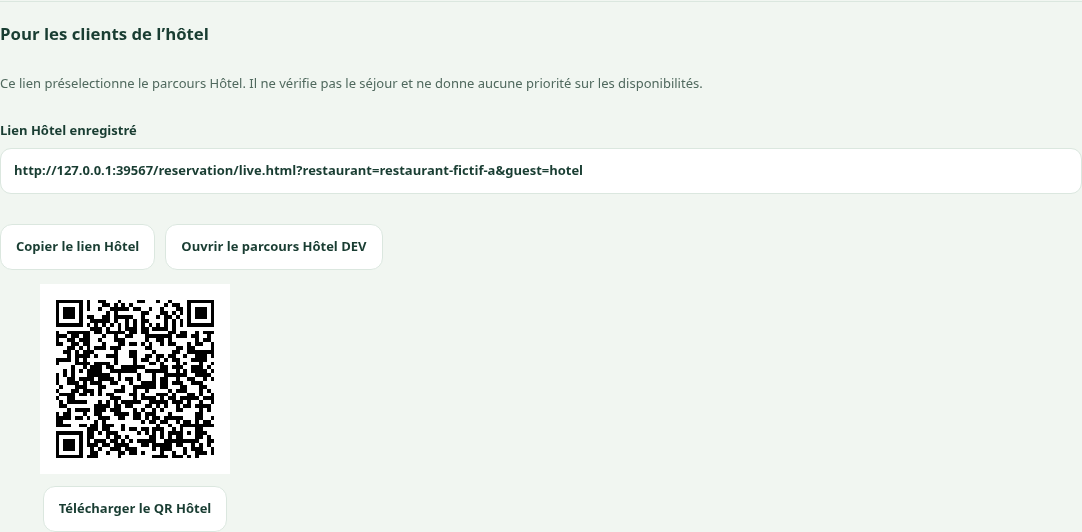 Pour les clients de l’hôtel
Ce lien préselectionne le parcours Hôtel. Il ne vérifie pas le séjour et ne donne aucune priorité sur les disponibilités.
Lien Hôtel enregistré
http://127.0.0.1:39567/reservation/live.html?restaurant=restaurant-fictif-a&guest=hotel
Copier le lien Hôtel
Ouvrir le parcours Hôtel DEV
Télécharger le QR Hôtel